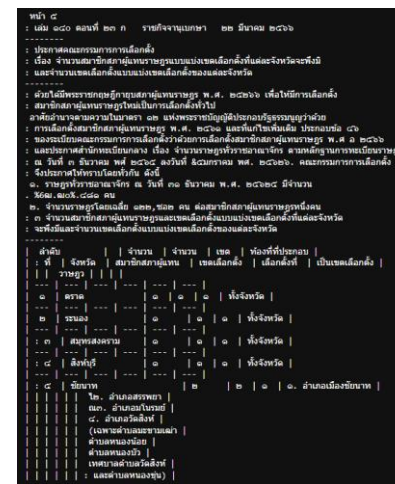 หน้า ๕
: เล่ม ๑๔๐ ตอนที่ ๒๓ ก ราชกิจจานุเบกษา ๒๒ มีนาคม ๒๕๖๖
--------
: ประกาศคณะกรรมการการเลือกตั้ง
: เรื่อง จำนวนสมาชิกสภาผู้แทนราษฎรแบบแบ่งเขตเลือกตั้งที่แต่ละจังหวัดจะพึงมี
: และจำนวนเขตเลือกตั้งแบบแบ่งเขตเลือกตั้งของแต่ละจังหวัด
--------
: ด้วยได้มีพระราชกฤษฎีกายุบสภาผู้แทนราษฎร พ.ศ. ๒๕๒๖๖ เพื่อให้มีการเลือกตั้ง
: สมาชิกสภาผู้แทนราษฎรใหม่เป็นการเลือกตั้งทั่วไป
อาศัยอำนาจตามความในมาตรา ๑๒ แห่งพระราชบัญญัติประกอบรัฐธรรมนูญว่าด้วย
: การเลือกตั้งสมาชิกสภาผู้แทนราษฎร พ.ศ. ๒๕๖๑ และที่แก้ไขเพิ่มเติม ประกอบข้อ ๔๖
: ของระเบียบคณะกรรมการการเลือกตั้งว่าด้วยการเลือกตั้งสมาชิกสภาผู้แทนราษฎร พ.ศ ๑ ๒๕๖๖
: และประกาศสำนักทะเบียนกลาง เรื่อง จำนวนราษฎรทั่วราชอาณาจักร ตามหลักฐานการทะเบียนราษฎ
: ณ วันที่ ๓ ธันวาคม พศ ๒๕๖๕ ลงวันที่ &๕มกราคม พศ. ๒๕๖๖. คณะกรรมการการเลือกตั้ง
: จึงประกาศให้ทราบโดยทั่วกัน ดังนี้
๑. ราษฎรทั่วราชอาณาจักร ณ วันที่ ๓๑ ธันวาคม พ.ศ. ๒๕๖๒๕ มีจำนวน
. %๖๗.๗๐%.๔๘๘ คน
๒. จำนวนราษฎรโดยเฉลี่ย ๑๒๒,ซ๒๒ คน ต่อสมาชิกสภาผู้แทนราษฎรหนึ่งคน
: ๓ จำนวนสมาชิกสภาผู้แทนราษฎรและเขตเลือกตั้งแบบแบ่งเขตเลือกตั้งที่แต่ละจังหวัด
: จะพึงมีและจำนวนเขตเลือกตั้งแบบแบ่งเขตเลือกตั้งของแต่ละจังหวัด
--------
| ลำดับ | | จำนวน | จำนวน | เขต | ท้องที่ที่ประกอบ |
| : ที่ | จังหวัด | สมาชิกสภาผู้แทน | เขตเลือกตั้ง | เลือกตั้งที่ | เป็นเขตเลือกตั้ง |
| | | ราษฎร | | | |
| --- | --- | --- | --- | --- |
| ๑ | ตราด | ๑ | ๑ | ๑ | ทั้งจังหวัด |
| --- | --- | --- | --- | --- |
| ๒ | ระนอง | ๑ | ๑ | ๑ | ทั้งจังหวัด |
| --- | --- | --- | --- | --- |
| : ๓ | สมุทรสงคราม | ๑ | ๑ | ๑ | ทั้งจังหวัด |
| --- | --- | --- | --- | --- |
| : ๔ | สิงห์บุรี | ๑ | ๑ | ๑ | ทั้งจังหวัด |
| --- | --- | --- | --- | --- |
| : ๕ | ชัยนาท | ๒ | ๒ | ๑ | ๑. อำเภอเมืองชัยนาท |
| | | | | | ไ๒. อำเภอสรรพยา |
| | | | | | ณ๓. อำเภอมโนรมย์ |
| | | | | | ๔. อำเภอวัดสิงห์ |
| | | | | | (เฉพาะตำบลมะขามเฒ่า |
| | | | | | ตำบลหนองน้อย |
| | | | | | ตำบลหนองบัว |
| | | | | | เทศบาลตำบลวัดสิงห์ |
| | | | | | : และตำบลหนองขุ่น) |